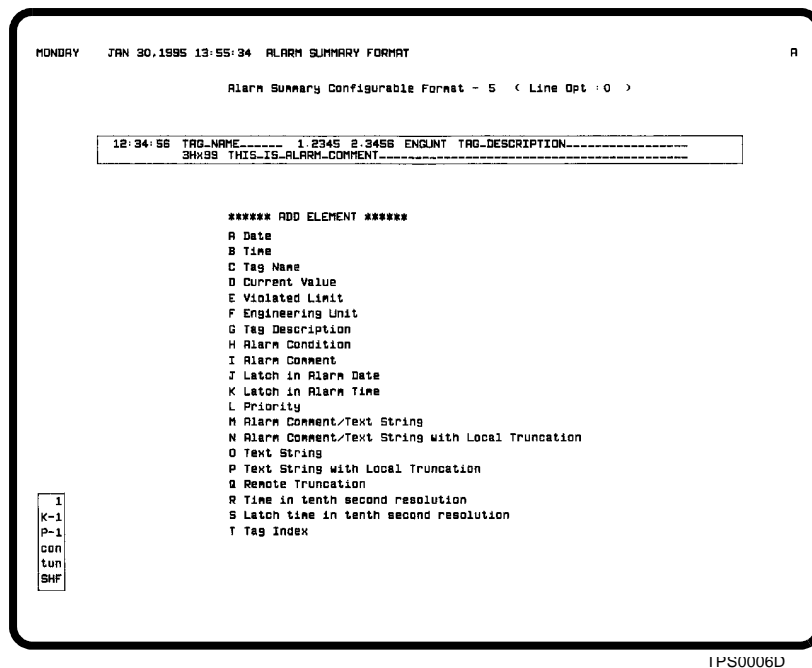 MONDAY JAN 30,1995 13:55:34 ALARM SUMMARY FORMAT A
Alarm Summary Configurable Format - 5 ( Line Opt :0 )
12:34:56 TAG_NAME______ 1.2345 2.3456 ENGUNT TAG_DESCRIPTION_________________
3HX99 THIS_IS_ALARM_COMMENT___________________________________________
****** ADD ELEMENT ******
A Date
B Time
C Tag Name
D Current Value
E Violated Limit
F Engineering Unit
G Tag Description
H Alarm Condition
I Alarm Comment
J Latch in Alarm Date
K Latch in Alarm Time
L Priority
M Alarm Comment/Text String
N Alarm Comment/Text String with Local Truncation
O Text String
P Text String with Local Truncation
Q Remote Truncation
R Time in tenth second resolution
S Latch time in tenth second resolution
T Tag Index
1
K-1
P-1
con
tun
SHF
TPS0006D